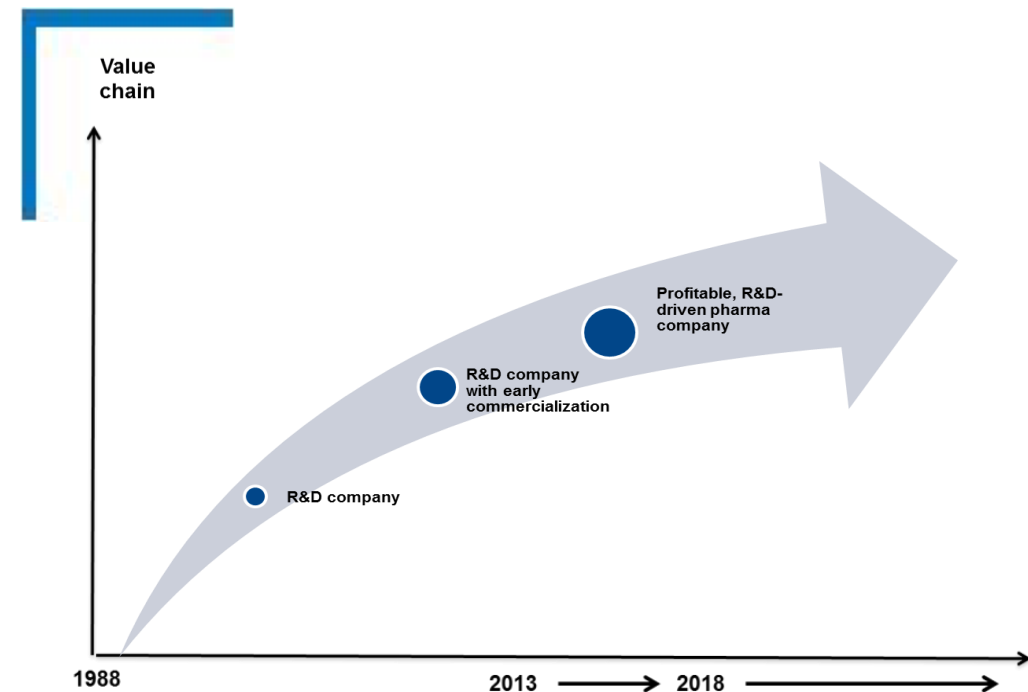 Value
chain
Profitable, R&D-
driven pharma
company
R&D company
with early
commercialization
R&D company
1988
2013
2018